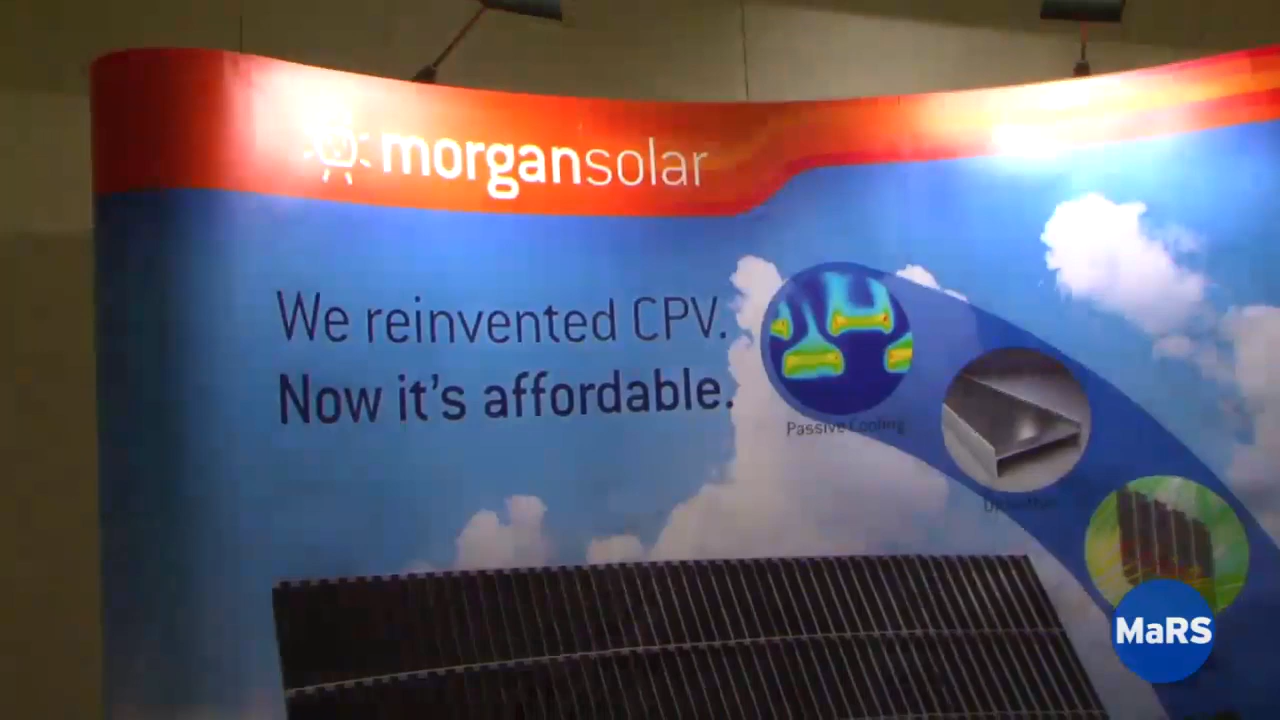 morgansolar
We reinvented CPV.
Now it's affordable.
Passive Cooling
MaRS